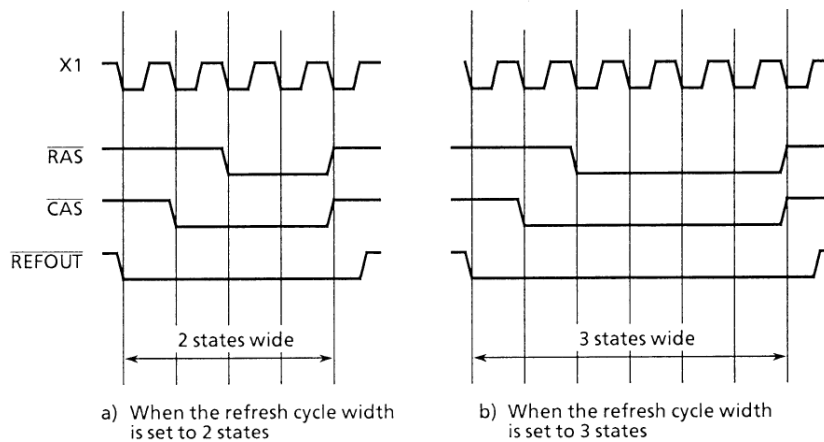 X1
RAS
CAS
REFOUT
2 states wide
3 states wide
a) When the refresh cycle width
is set to 2 states
b) When the refresh cycle width
is set to 3 states